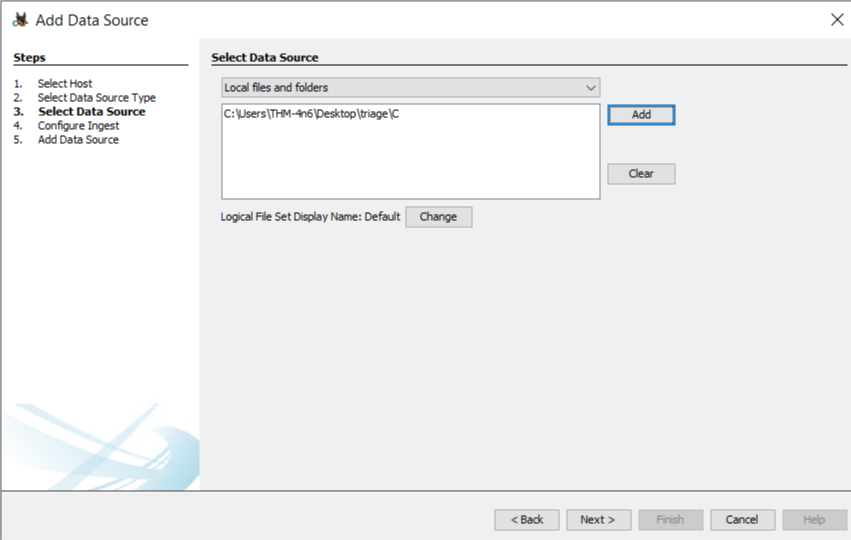 Add Data Source
Steps
1. Select Host
2. Select Data Source Type
3. Select Data Source
4. Configure Ingest
5. Add Data Source
Select Data Source
Local files and folders
C:\Users\THM-4n6\Desktop\triage\C
Add
Clear
Logical File Set Display Name: Default Change
< Back Next > Finish Cancel Help